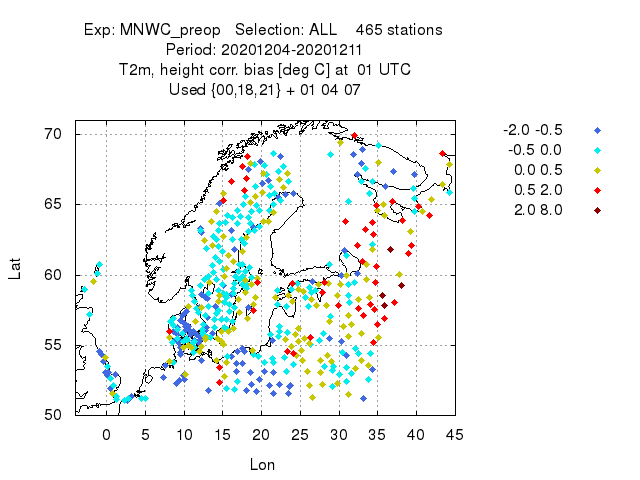 Exp: MNWC_preop   Selection: ALL    465 stations
Period: 20201204-20201211
T2m, height corr. bias [deg C] at  01 UTC
Used {00,18,21} + 01 04 07
-2.0 -0.5
-0.5 0.0
0.0 0.5
0.5 2.0
2.0 8.0
70
65
60
55
50
Lat
0 5 10 15 20 25 30 35 40 45
Lon